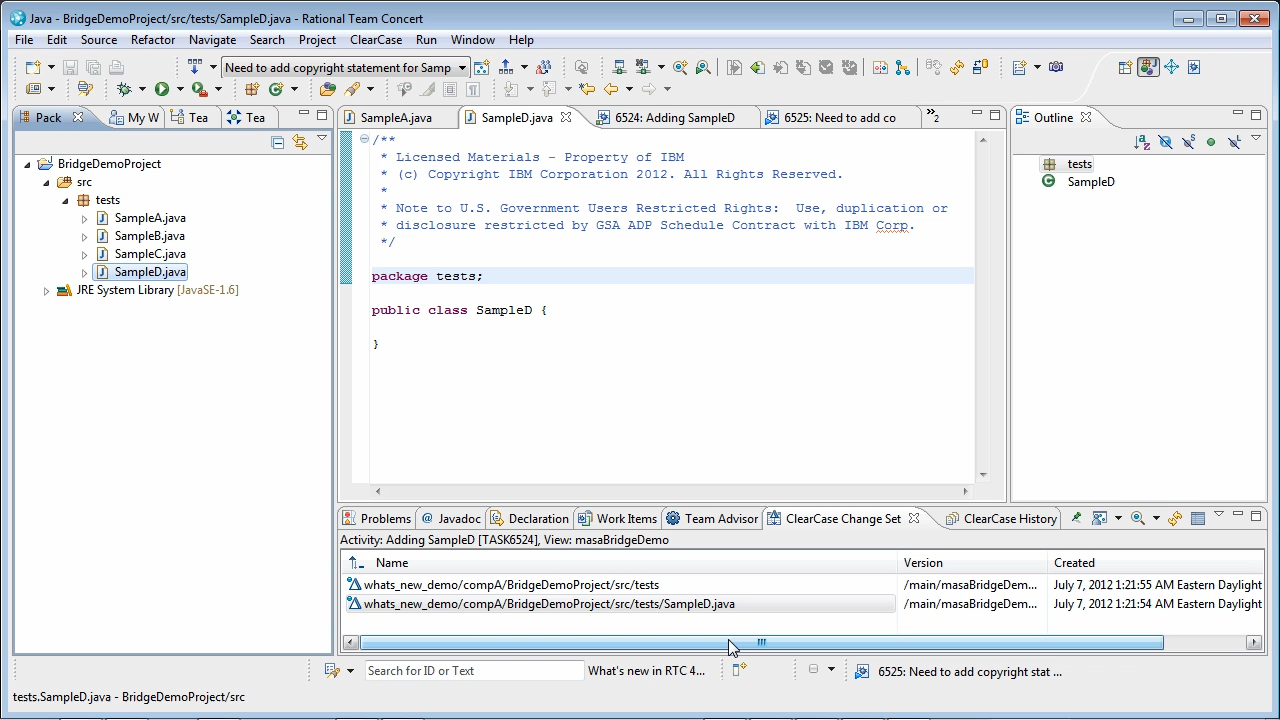 Java - BridgeDemoProject/src/tests/SampleD.java - Rational Team Concert
File Edit Source Refactor Navigate Search Project ClearCase Run Window Help
Need to add copyright statement for Samp
Pack My W Tea Tea
SampleA.java SampleD.java 6524: Adding SampleD 6525: Need to add co »2
Outline
BridgeDemoProject
src
tests
SampleA.java
SampleB.java
SampleC.java
SampleD.java
JRE System Library [JavaSE-1.6]
/**
* Licensed Materials - Property of IBM
* (c) Copyright IBM Corporation 2012. All Rights Reserved.
*
* Note to U.S. Government Users Restricted Rights:  Use, duplication or
* disclosure restricted by GSA ADP Schedule Contract with IBM Corp.
*/
package tests;
public class SampleD {
}
tests
SampleD
Problems @ Javadoc Declaration Work Items Team Advisor ClearCase Change Set ClearCase History
Activity: Adding SampleD [TASK6524], View: masaBridgeDemo
Name Version Created
whats_new_demo/compA/BridgeDemoProject/src/tests /main/masaBridgeDem... July 7, 2012 1:21:55 AM Eastern Daylight
whats_new_demo/compA/BridgeDemoProject/src/tests/SampleD.java /main/masaBridgeDem... July 7, 2012 1:21:54 AM Eastern Daylight
Search for ID or Text What's new in RTC 4... 6525: Need to add copyright stat ...
tests.SampleD.java - BridgeDemoProject/src